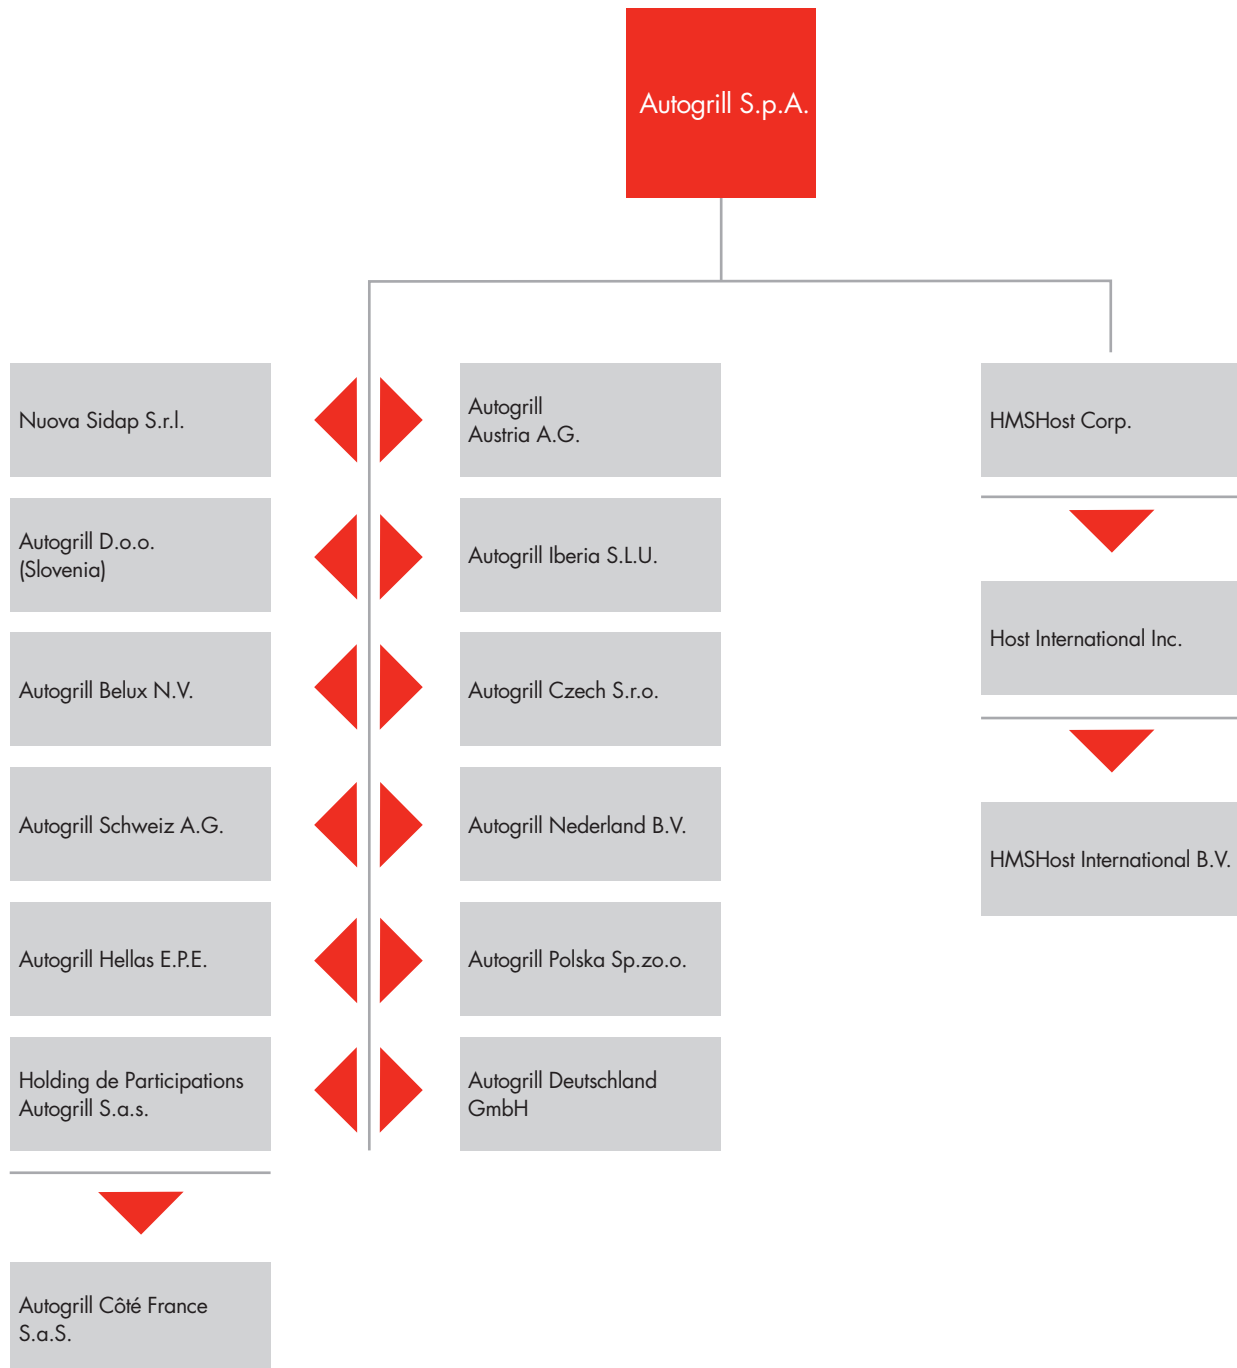 Autogrill S.p.A.
Nuova Sidap S.r.l.
Autogrill
Austria A.G.
HMSHost Corp.
Autogrill D.o.o.
(Slovenia)
Autogrill Iberia S.L.U.
Host International Inc.
Autogrill Belux N.V.
Autogrill Czech S.r.o.
Autogrill Schweiz A.G.
Autogrill Nederland B.V.
HMSHost International B.V.
Autogrill Hellas E.P.E.
Autogrill Polska Sp.zo.o.
Holding de Participations
Autogrill S.a.s.
Autogrill Deutschland
GmbH
Autogrill Côté France
S.a.S.